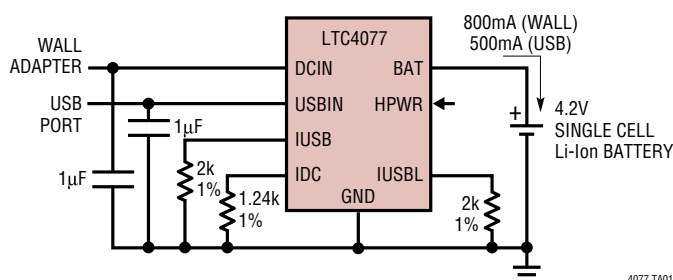 800mA (WALL)
500mA (USB)
LTC4077
WALL
ADAPTER
DCIN
BAT
USB
PORT
USBIN
HPWR
+
4.2V
SINGLE CELL
Li-Ion BATTERY
1μF
IUSB
1μF
2k
1%
IDC
1.24k
1%
IUSBL
2k
1%
GND
4077 TA01